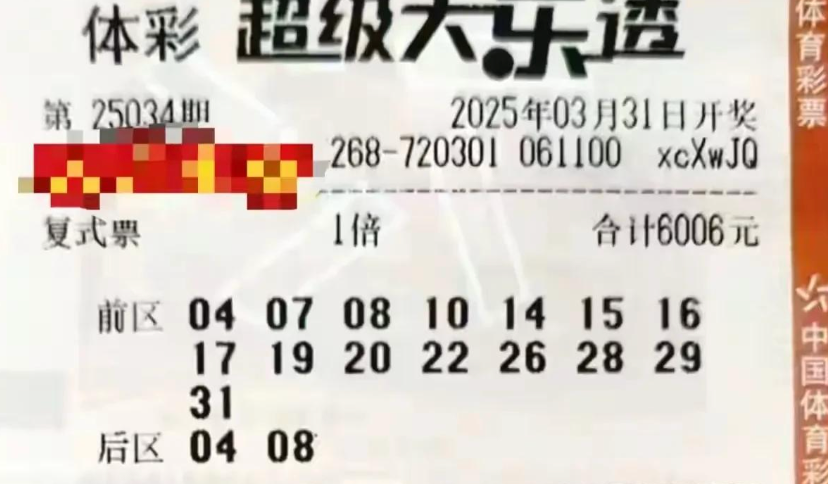 体彩 超级大乐透
第 25034期 2025年03月31日开奖
268-720301 061100 xcXwJQ
复式票 1倍 合计6006元
前区 04 07 08 10 14 15 16
17 19 20 22 26 28 29
31
后区 04 08
体育彩票
中国体育彩